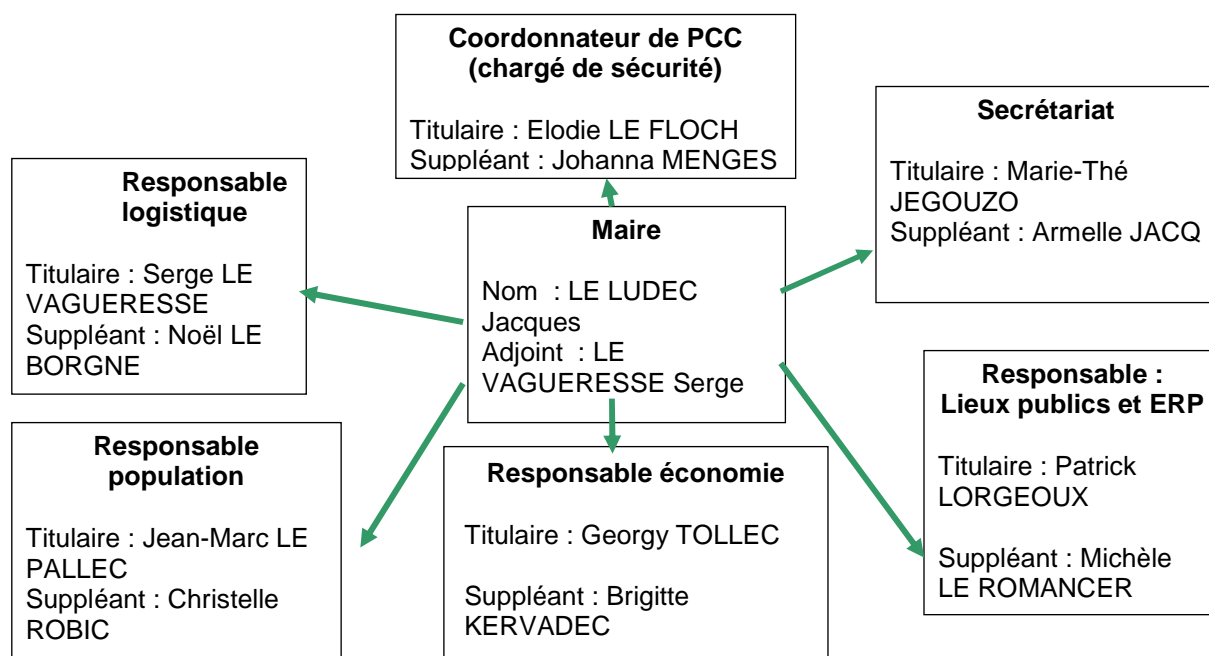 Coordonnateur de PCC
(chargé de sécurité)
Titulaire : Elodie LE FLOCH
Suppléant : Johanna MENGES
Secrétariat
Titulaire : Marie-Thé
JEGOUZO
Suppléant : Armelle JACQ
Responsable
logistique
Titulaire : Serge LE
VAGUERESSE
Suppléant : Noël LE
BORGNE
Maire
Nom  : LE LUDEC
Jacques
Adjoint  : LE
VAGUERESSE Serge
Responsable :
Lieux publics et ERP
Titulaire : Patrick
LORGEOUX
Suppléant : Michèle
LE ROMANCER
Responsable
population
Titulaire : Jean-Marc LE
PALLEC
Suppléant : Christelle
ROBIC
Responsable économie
Titulaire : Georgy TOLLEC
Suppléant : Brigitte
KERVADEC